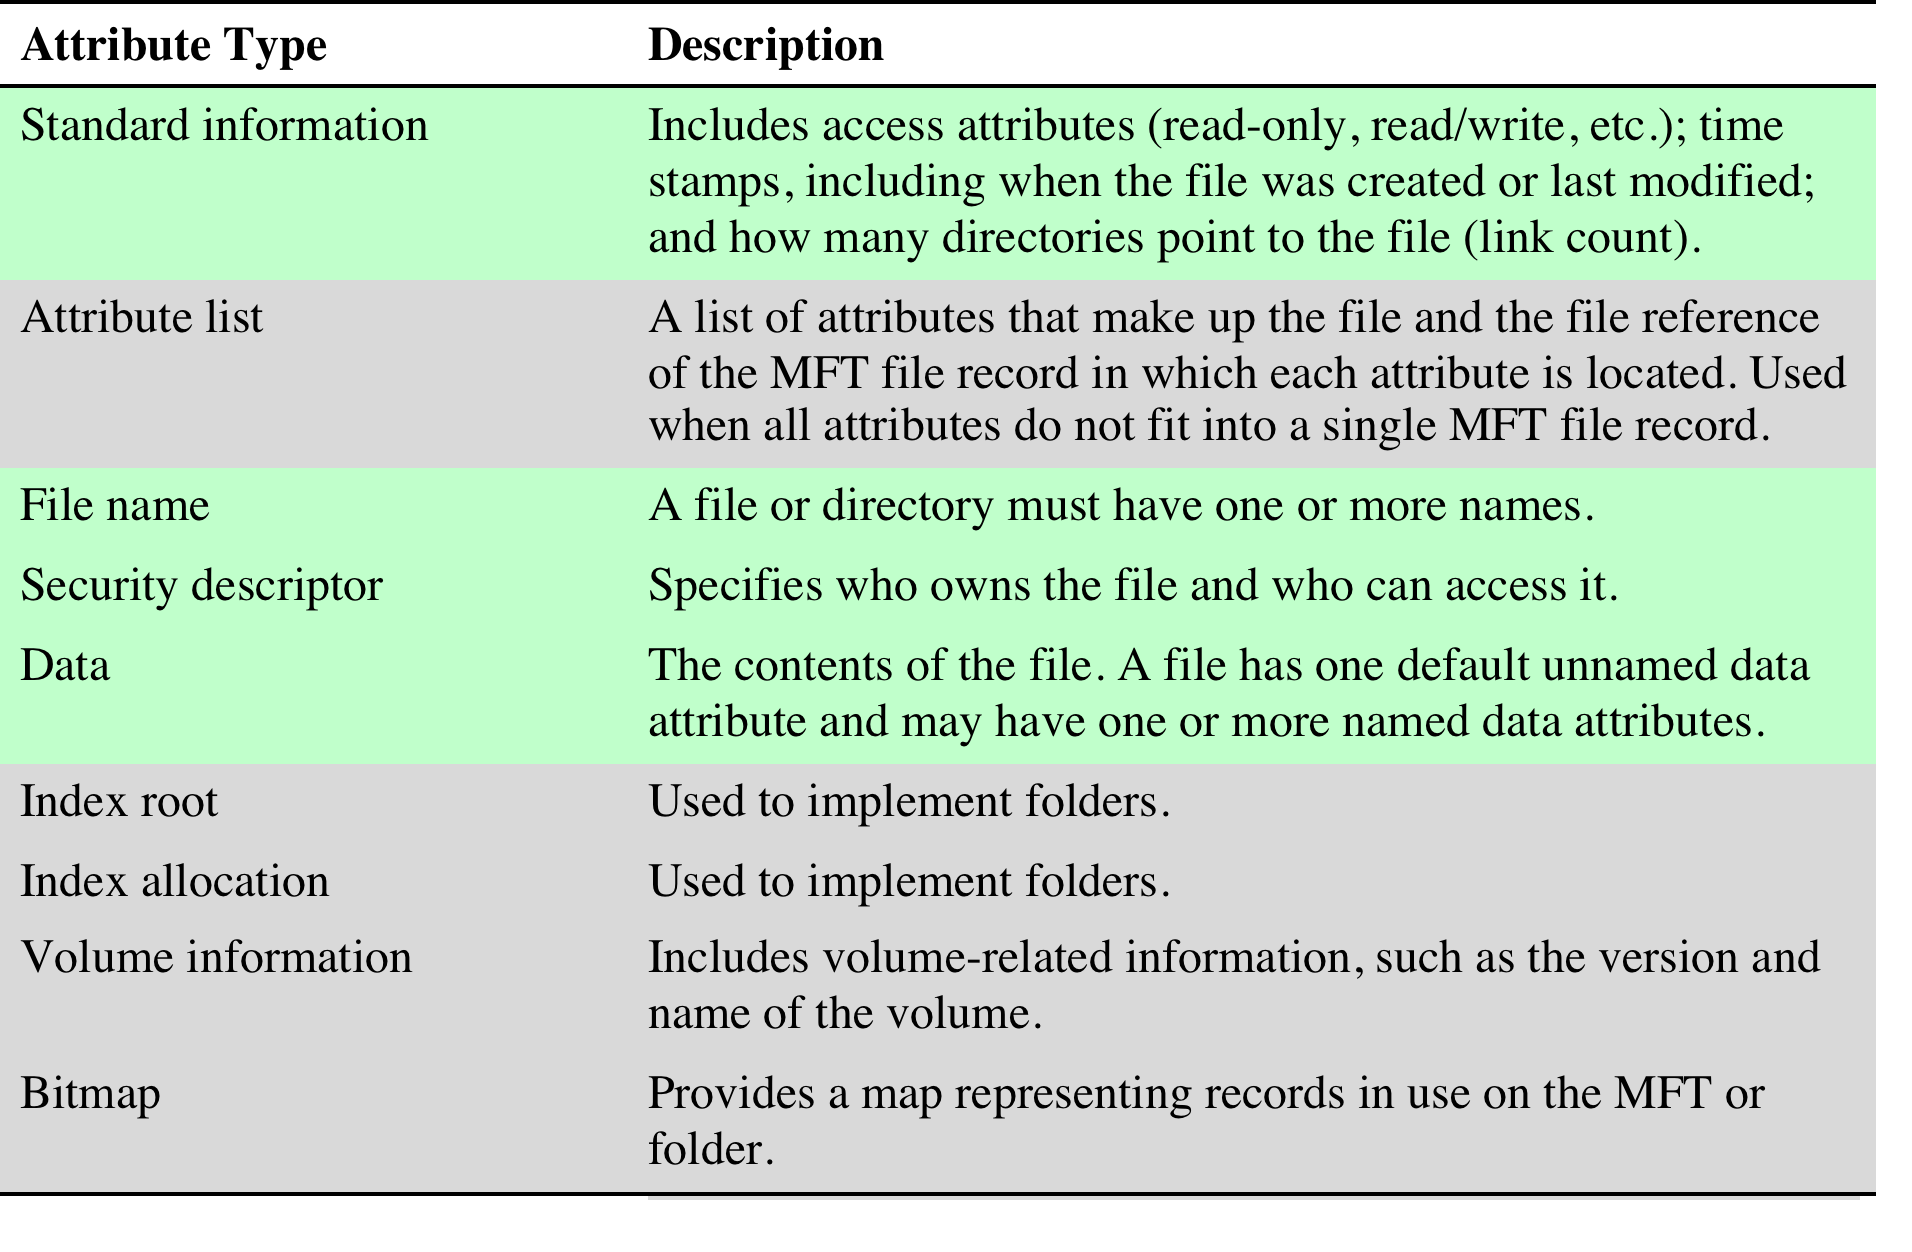 Attribute Type Description
Standard information Includes access attributes (read-only, read/write, etc.); time
stamps, including when the file was created or last modified;
and how many directories point to the file (link count).
Attribute list A list of attributes that make up the file and the file reference
of the MFT file record in which each attribute is located. Used
when all attributes do not fit into a single MFT file record.
File name A file or directory must have one or more names.
Security descriptor Specifies who owns the file and who can access it.
Data The contents of the file. A file has one default unnamed data
attribute and may have one or more named data attributes.
Index root Used to implement folders.
Index allocation Used to implement folders.
Volume information Includes volume-related information, such as the version and
name of the volume.
Bitmap Provides a map representing records in use on the MFT or
folder.